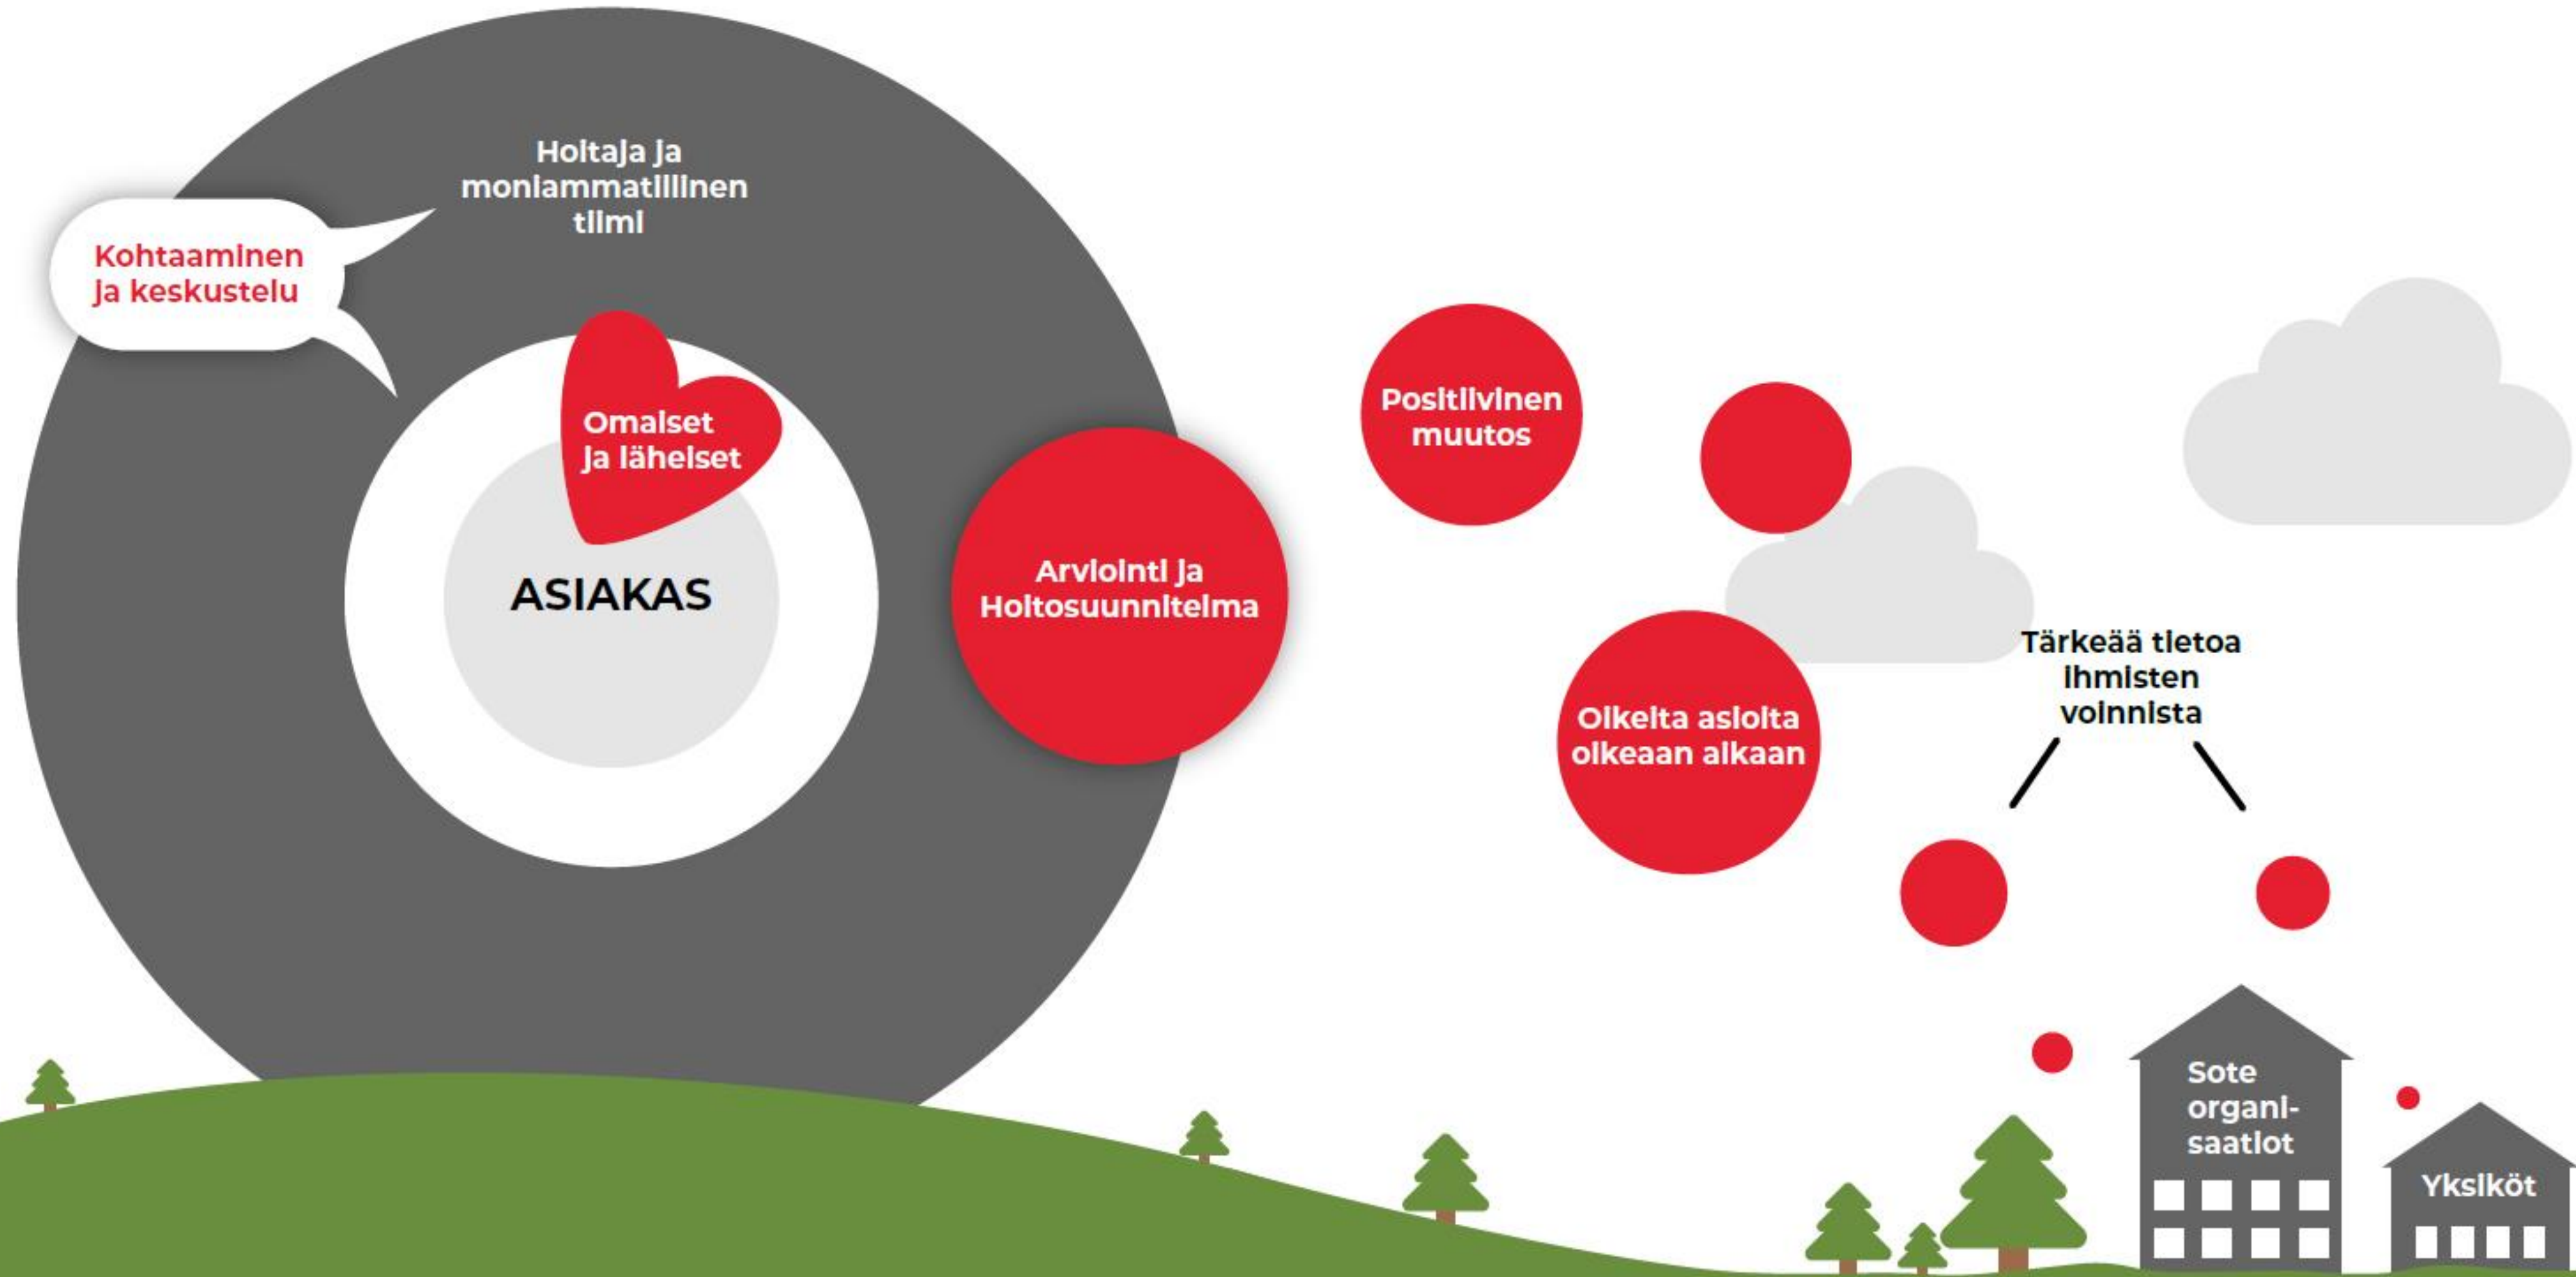 Hoitaja ja
moniammatillinen
tiimi
Kohtaaminen
ja keskustelu
Omaiset
ja läheiset
ASIAKAS
Arviointi ja
Hoitosuunnitelma
Positiivinen
muutos
Oikeita asioita
oikeaan aikaan
Tärkeää tietoa
ihmisten
voinnista
Sote
organi-
saatiot
Yksiköt